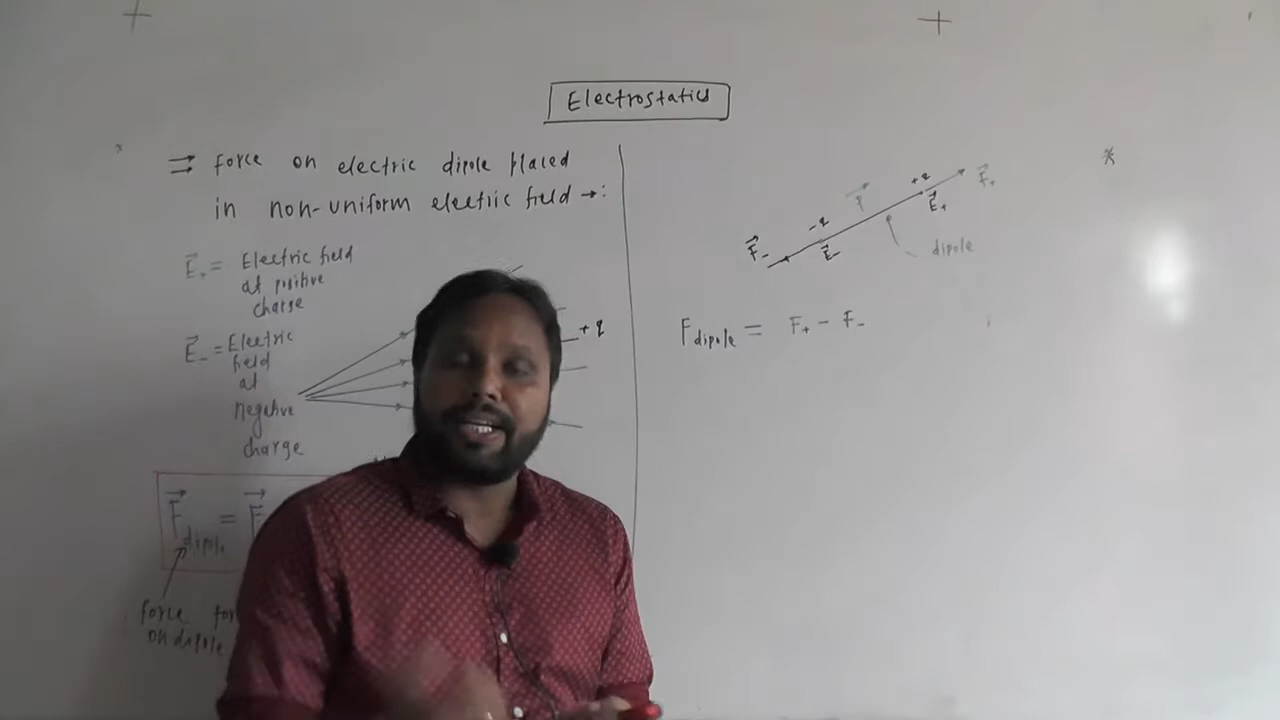 Electrostatics
⇒ force on electric dipole placed
in non-uniform electric field →:
E⃗₊ = Electric field
at positive
charge
E⃗₋ = Electric
field
at
negative
charge
+q
F⃗dipole = F⃗
force
on dipole
F⃗₊
+q
E⃗₊
-q
E⃗₋
F⃗₋
dipole
Fdipole = F₊ - F₋